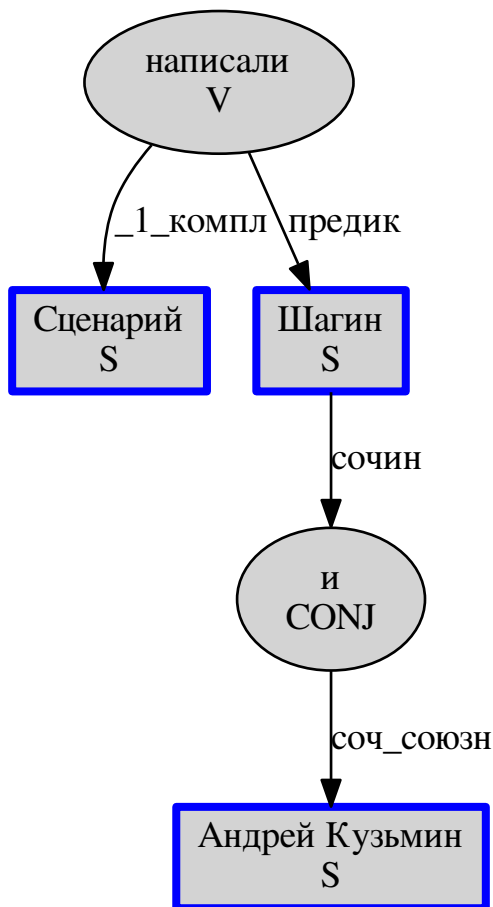 написали
V
_1_компл предик
Сценарий
S
Шагин
S
сочин
и
CONJ
соч_союзн
Андрей Кузьмин
S